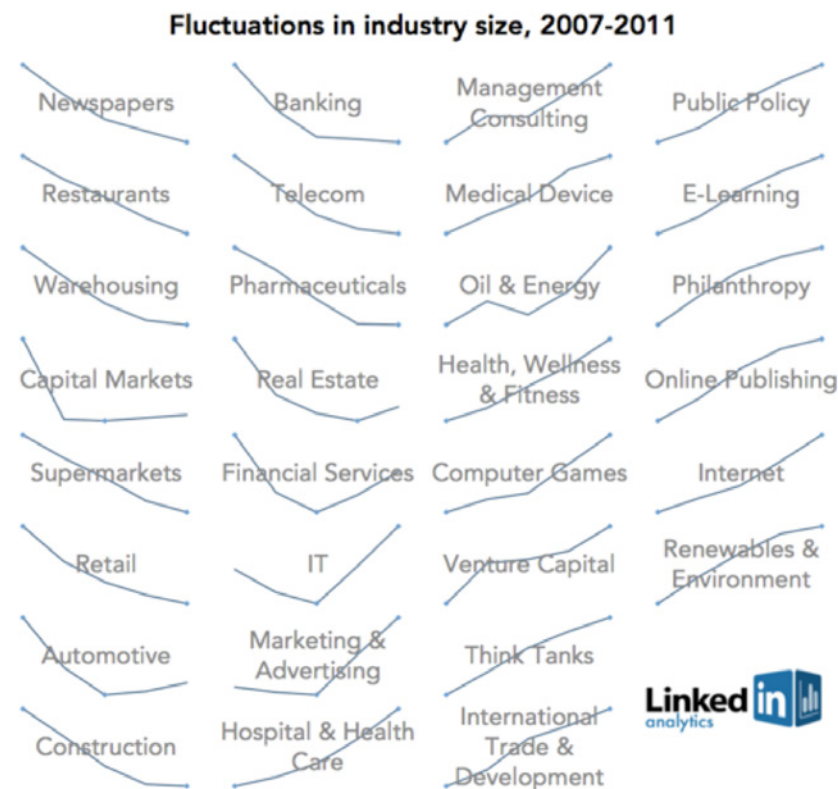 Fluctuations in industry size, 2007-2011
Newspapers
Banking
Management
Consulting
Public Policy
Restaurants
Telecom
Medical Device
E-Learning
Warehousing
Pharmaceuticals
Oil & Energy
Philanthropy
Capital Markets
Real Estate
Health, Wellness
& Fitness
Online Publishing
Supermarkets
Financial Services
Computer Games
Internet
Retail
IT
Venture Capital
Renewables &
Environment
Automotive
Marketing &
Advertising
Think Tanks
Construction
Hospital & Health
Care
International
Trade &
Development
Linked in
analytics